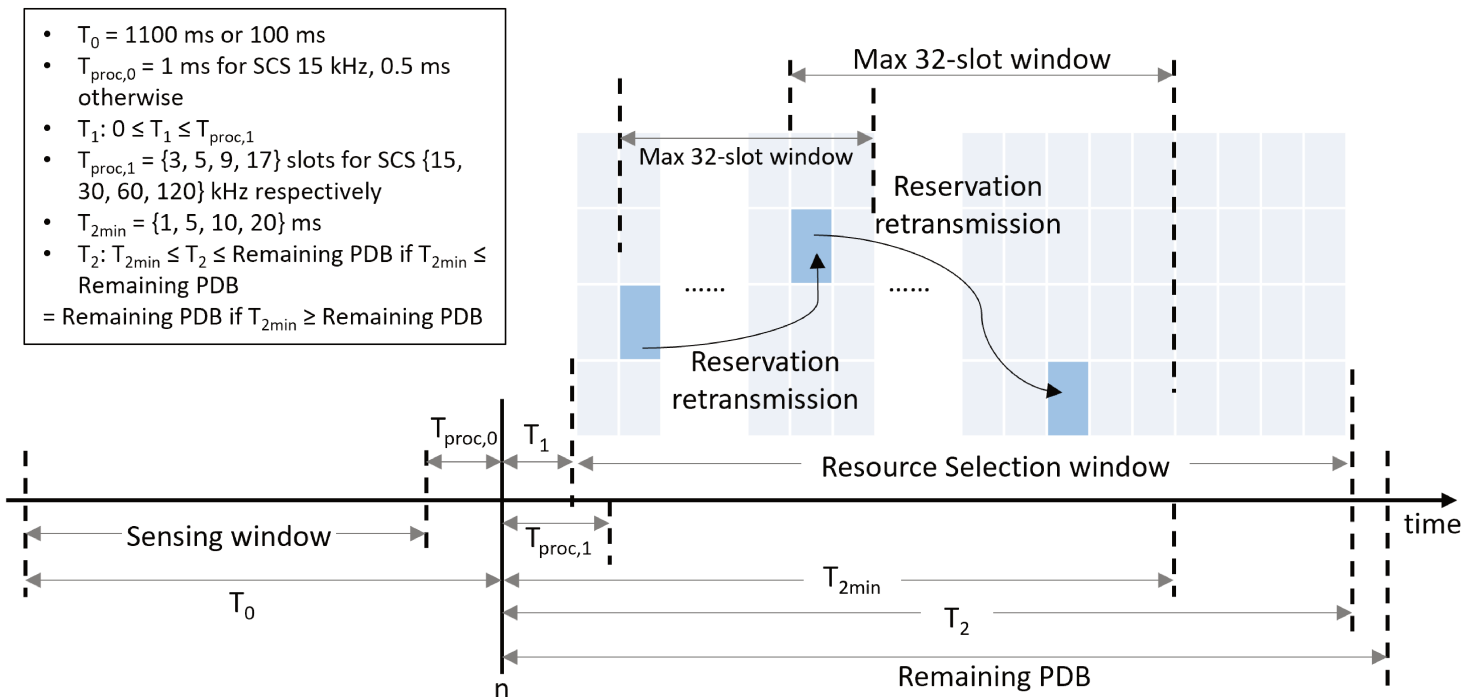 • T₀ = 1100 ms or 100 ms
• Tproc,0 = 1 ms for SCS 15 kHz, 0.5 ms
otherwise
• T₁: 0 ≤ T₁ ≤ Tproc,1
• Tproc,1 = {3, 5, 9, 17} slots for SCS {15,
30, 60, 120} kHz respectively
• T2min = {1, 5, 10, 20} ms
• T₂: T2min ≤ T₂ ≤ Remaining PDB if T2min ≤
Remaining PDB
= Remaining PDB if T2min ≥ Remaining PDB
Max 32-slot window
Max 32-slot window
Reservation
retransmission
......
......
Reservation
retransmission
Tproc,0
T₁
Resource Selection window
time
Sensing window
Tproc,1
T2min
T₀
T₂
Remaining PDB
n